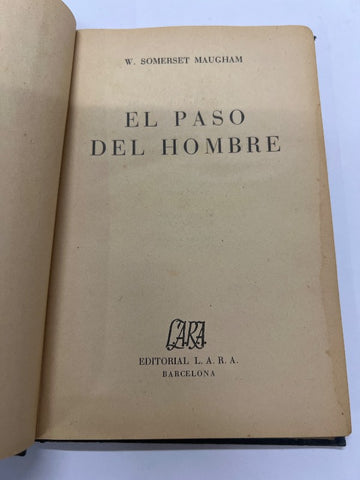 W. SOMERSET MAUGHAM
EL PASO
DEL HOMBRE
LARA
EDITORIAL L. A. R. A.
BARCELONA